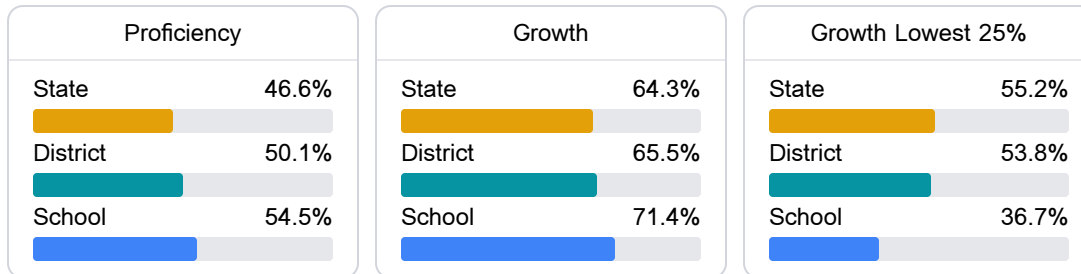 Proficiency
State 46.6%
District 50.1%
School 54.5%
Growth
State 64.3%
District 65.5%
School 71.4%
Growth Lowest 25%
State 55.2%
District 53.8%
School 36.7%